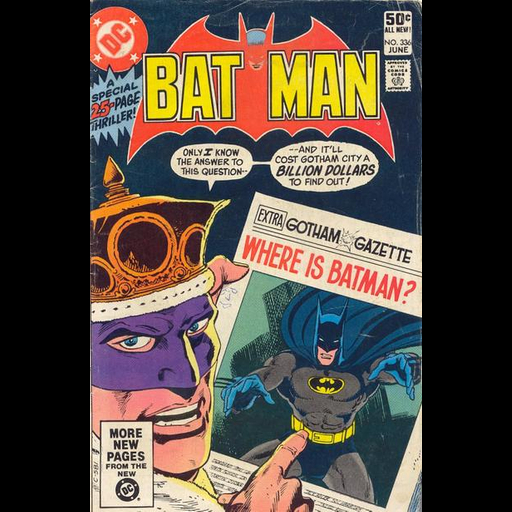 DC
50¢
ALL NEW!
NO. 336
JUNE
APPROVED
BY THE
COMICS
CODE
AUTHORITY
BATMAN
A
SPECIAL
25-PAGE
THRILLER!
ONLY I KNOW
THE ANSWER TO
THIS QUESTION--
--AND IT'LL
COST GOTHAM CITY A
BILLION DOLLARS
TO FIND OUT!
EXTRA GOTHAM GAZETTE
WHERE IS BATMAN?
MORE
NEW
PAGES
FROM THE
NEW
DC